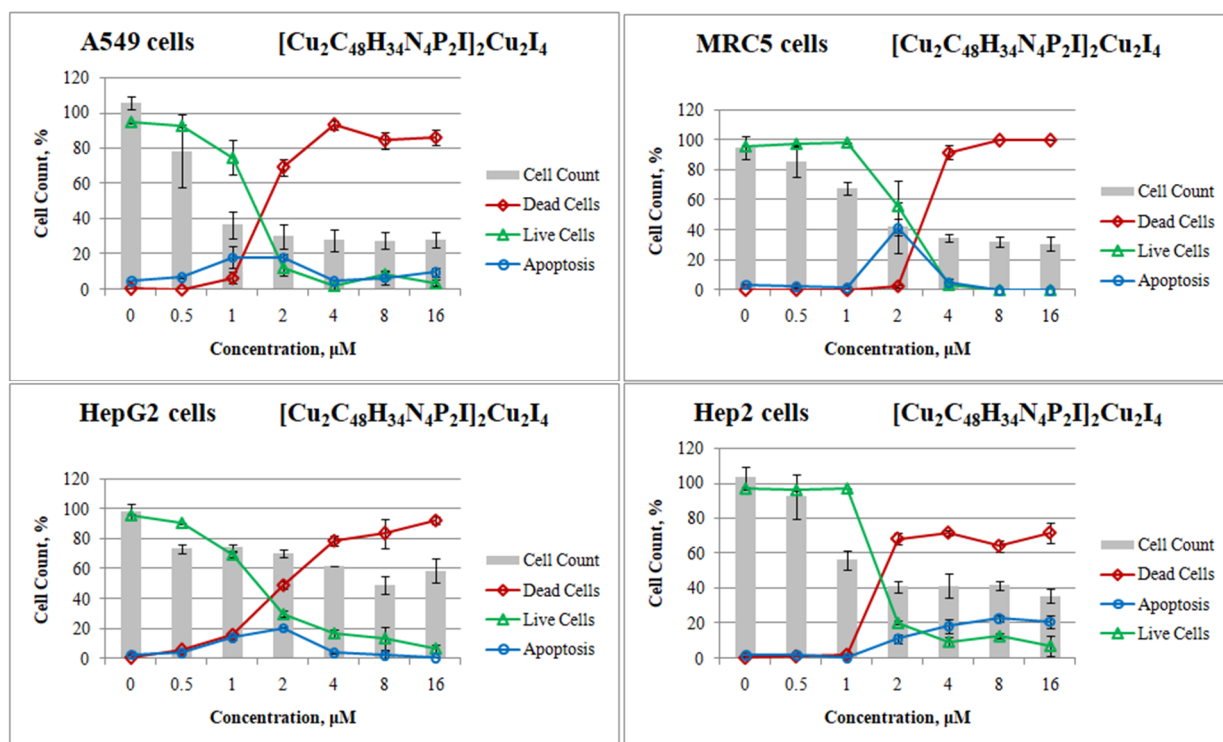 A549 cells [Cu₂C₄₈H₃₄N₄P₂I]₂Cu₂I₄
Cell Count, %
120
100
80
60
40
20
0
0 0.5 1 2 4 8 16
Concentration, µM
Cell Count
Dead Cells
Live Cells
Apoptosis
MRC5 cells [Cu₂C₄₈H₃₄N₄P₂I]₂Cu₂I₄
Cell Count, %
120
100
80
60
40
20
0
0 0.5 1 2 4 8 16
Concentration, µM
Cell Count
Dead Cells
Live Cells
Apoptosis
HepG2 cells [Cu₂C₄₈H₃₄N₄P₂I]₂Cu₂I₄
Cell Count, %
120
100
80
60
40
20
0
0 0.5 1 2 4 8 16
Concentration, µM
Cell Count
Dead Cells
Live Cells
Apoptosis
Hep2 cells [Cu₂C₄₈H₃₄N₄P₂I]₂Cu₂I₄
Cell Count, %
120
100
80
60
40
20
0
0 0.5 1 2 4 8 16
Concentration, µM
Cell Count
Dead Cells
Apoptosis
Live Cells